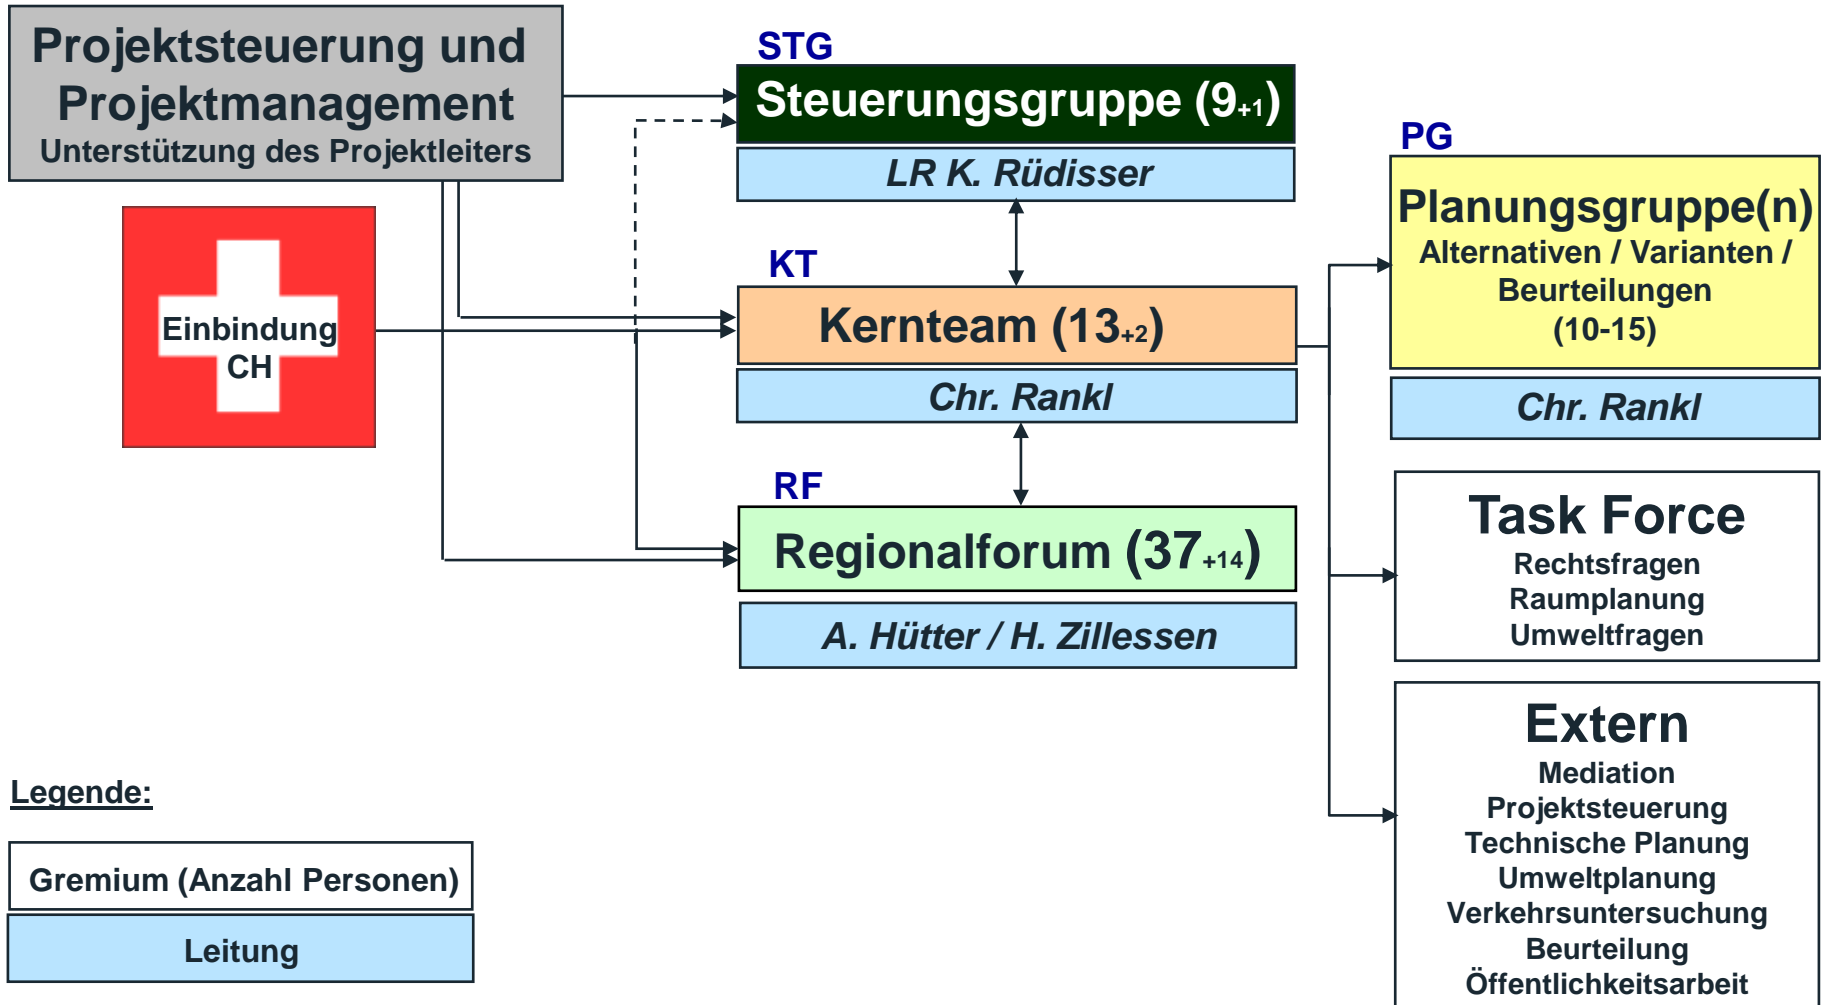 Projektsteuerung und
Projektmanagement
Unterstützung des Projektleiters
Einbindung
CH
STG
Steuerungsgruppe (9+1)
LR K. Rüdisser
KT
Kernteam (13+2)
Chr. Rankl
RF
Regionalforum (37+14)
A. Hütter / H. Zillessen
PG
Planungsgruppe(n)
Alternativen / Varianten /
Beurteilungen
(10-15)
Chr. Rankl
Task Force
Rechtsfragen
Raumplanung
Umweltfragen
Extern
Mediation
Projektsteuerung
Technische Planung
Umweltplanung
Verkehrsuntersuchung
Beurteilung
Öffentlichkeitsarbeit
Legende:
Gremium (Anzahl Personen)
Leitung